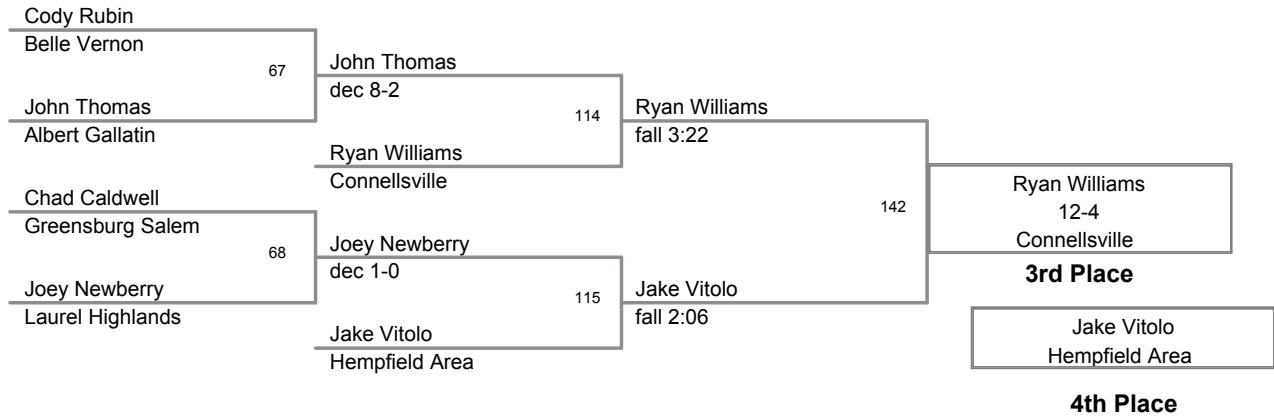 Cody Rubin
Belle Vernon
67
John Thomas
dec 8-2
John Thomas
Albert Gallatin
114
Ryan Williams
fall 3:22
Ryan Williams
Connellsville
Chad Caldwell
Greensburg Salem
68
Joey Newberry
dec 1-0
Joey Newberry
Laurel Highlands
115
Jake Vitolo
fall 2:06
Jake Vitolo
Hempfield Area
142
Ryan Williams
12-4
Connellsville
3rd Place
Jake Vitolo
Hempfield Area
4th Place